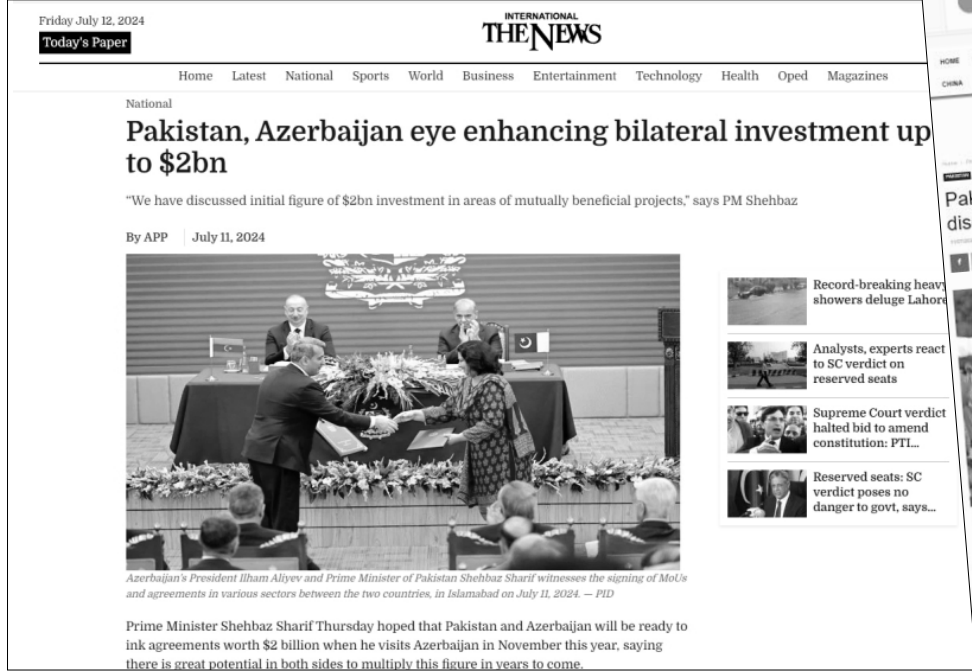 Friday July 12, 2024
Today's Paper
INTERNATIONAL
THE NEWS
Home Latest National Sports World Business Entertainment Technology Health Oped Magazines
National
Pakistan, Azerbaijan eye enhancing bilateral investment up
to $2bn
“We have discussed initial figure of $2bn investment in areas of mutually beneficial projects,” says PM Shehbaz
By APP July 11, 2024
Azerbaijan's President Ilham Aliyev and Prime Minister of Pakistan Shehbaz Sharif witnesses the signing of MoUs
and agreements in various sectors between the two countries, in Islamabad on July 11, 2024. — PID
Prime Minister Shehbaz Sharif Thursday hoped that Pakistan and Azerbaijan will be ready to
ink agreements worth $2 billion when he visits Azerbaijan in November this year, saying
there is great potential in both sides to multiply this figure in years to come.
Record-breaking heavy
showers deluge Lahore
Analysts, experts react
to SC verdict on
reserved seats
Supreme Court verdict
halted bid to amend
constitution: PTI...
Reserved seats: SC
verdict poses no
danger to govt, says...
HOME
CHINA
Pak
dis